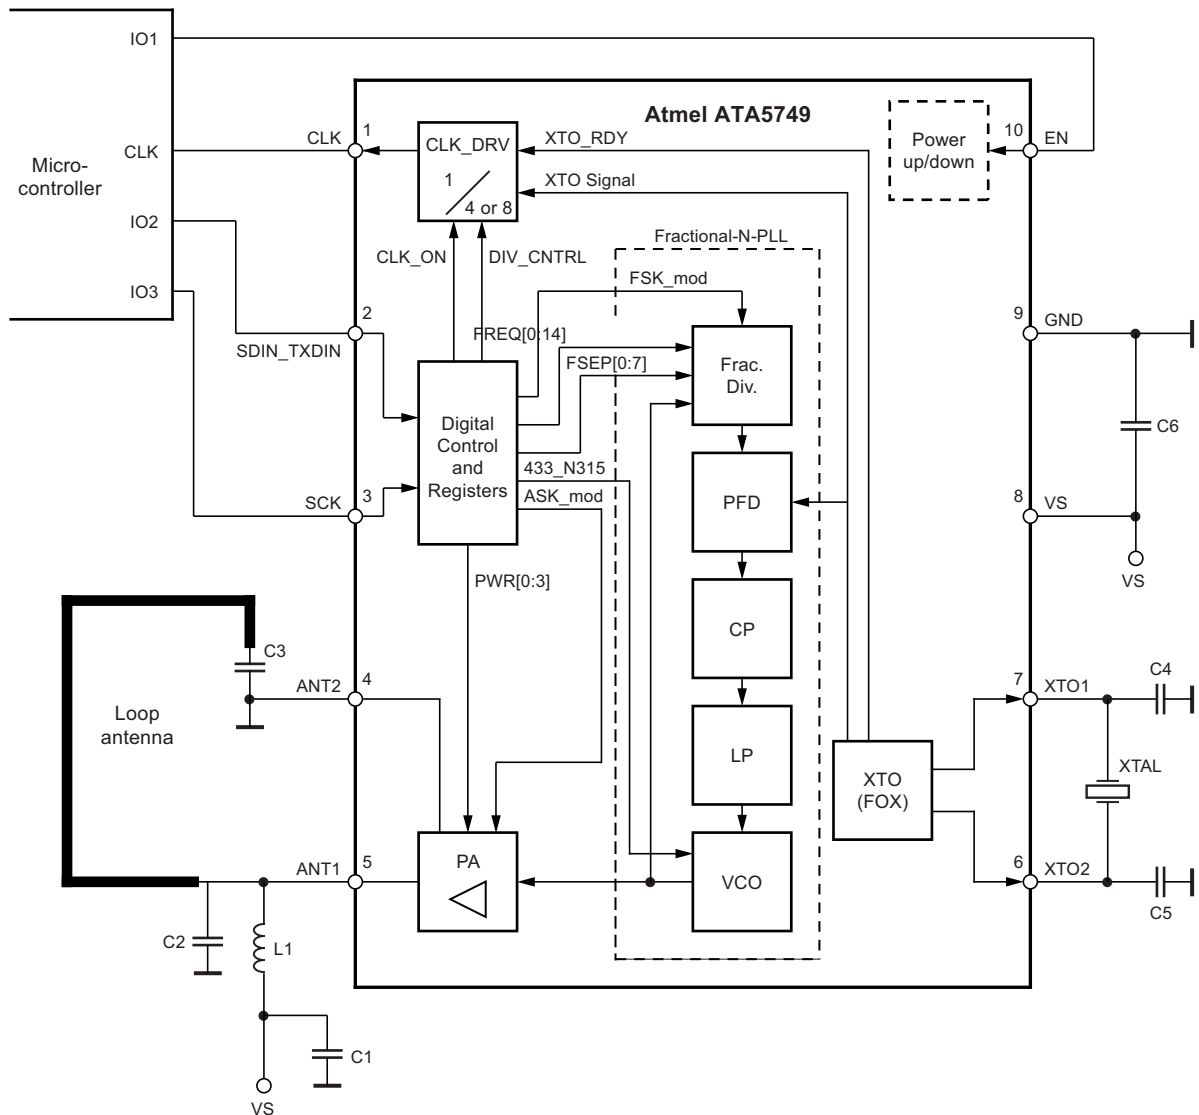 IO1
Atmel ATA5749
CLK
CLK
1
CLK_DRV
1
4 or 8
XTO_RDY
XTO Signal
Power
up/down
10
EN
Micro-
controller
IO2
IO3
CLK_ON
DIV_CNTRL
Fractional-N-PLL
FSK_mod
2
SDIN_TXDIN
FREQ[0:14]
FSEP[0:7]
Frac.
Div.
9
GND
C6
Digital
Control
and
Registers
433_N315
ASK_mod
SCK
3
PFD
8
VS
VS
PWR[0:3]
CP
C3
ANT2
4
Loop
antenna
LP
7
XTO1
C4
XTO
(FOX)
XTAL
ANT1
5
PA
VCO
6
XTO2
C5
C2
L1
C1
VS